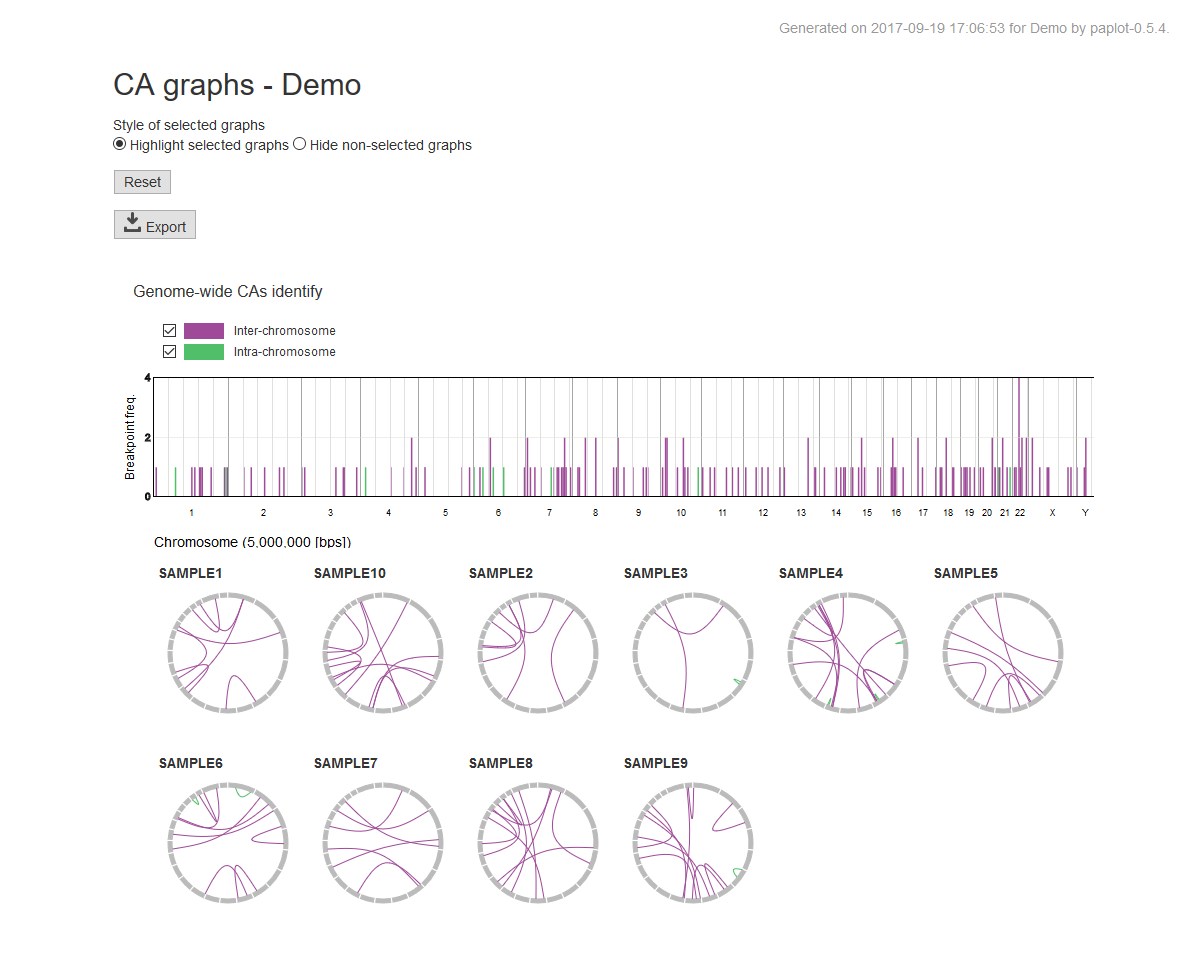 Generated on 2017-09-19 17:06:53 for Demo by paplot-0.5.4.
CA graphs - Demo
Style of selected graphs
Highlight selected graphs Hide non-selected graphs
Reset
Export
Genome-wide CAs identify
Inter-chromosome
Intra-chromosome
4
2
0
Breakpoint freq.
1 2 3 4 5 6 7 8 9 10 11 12 13 14 15 16 17 18 19 20 21 22 X Y
Chromosome (5,000,000 [bps])
SAMPLE1 SAMPLE10 SAMPLE2 SAMPLE3 SAMPLE4 SAMPLE5
SAMPLE6 SAMPLE7 SAMPLE8 SAMPLE9